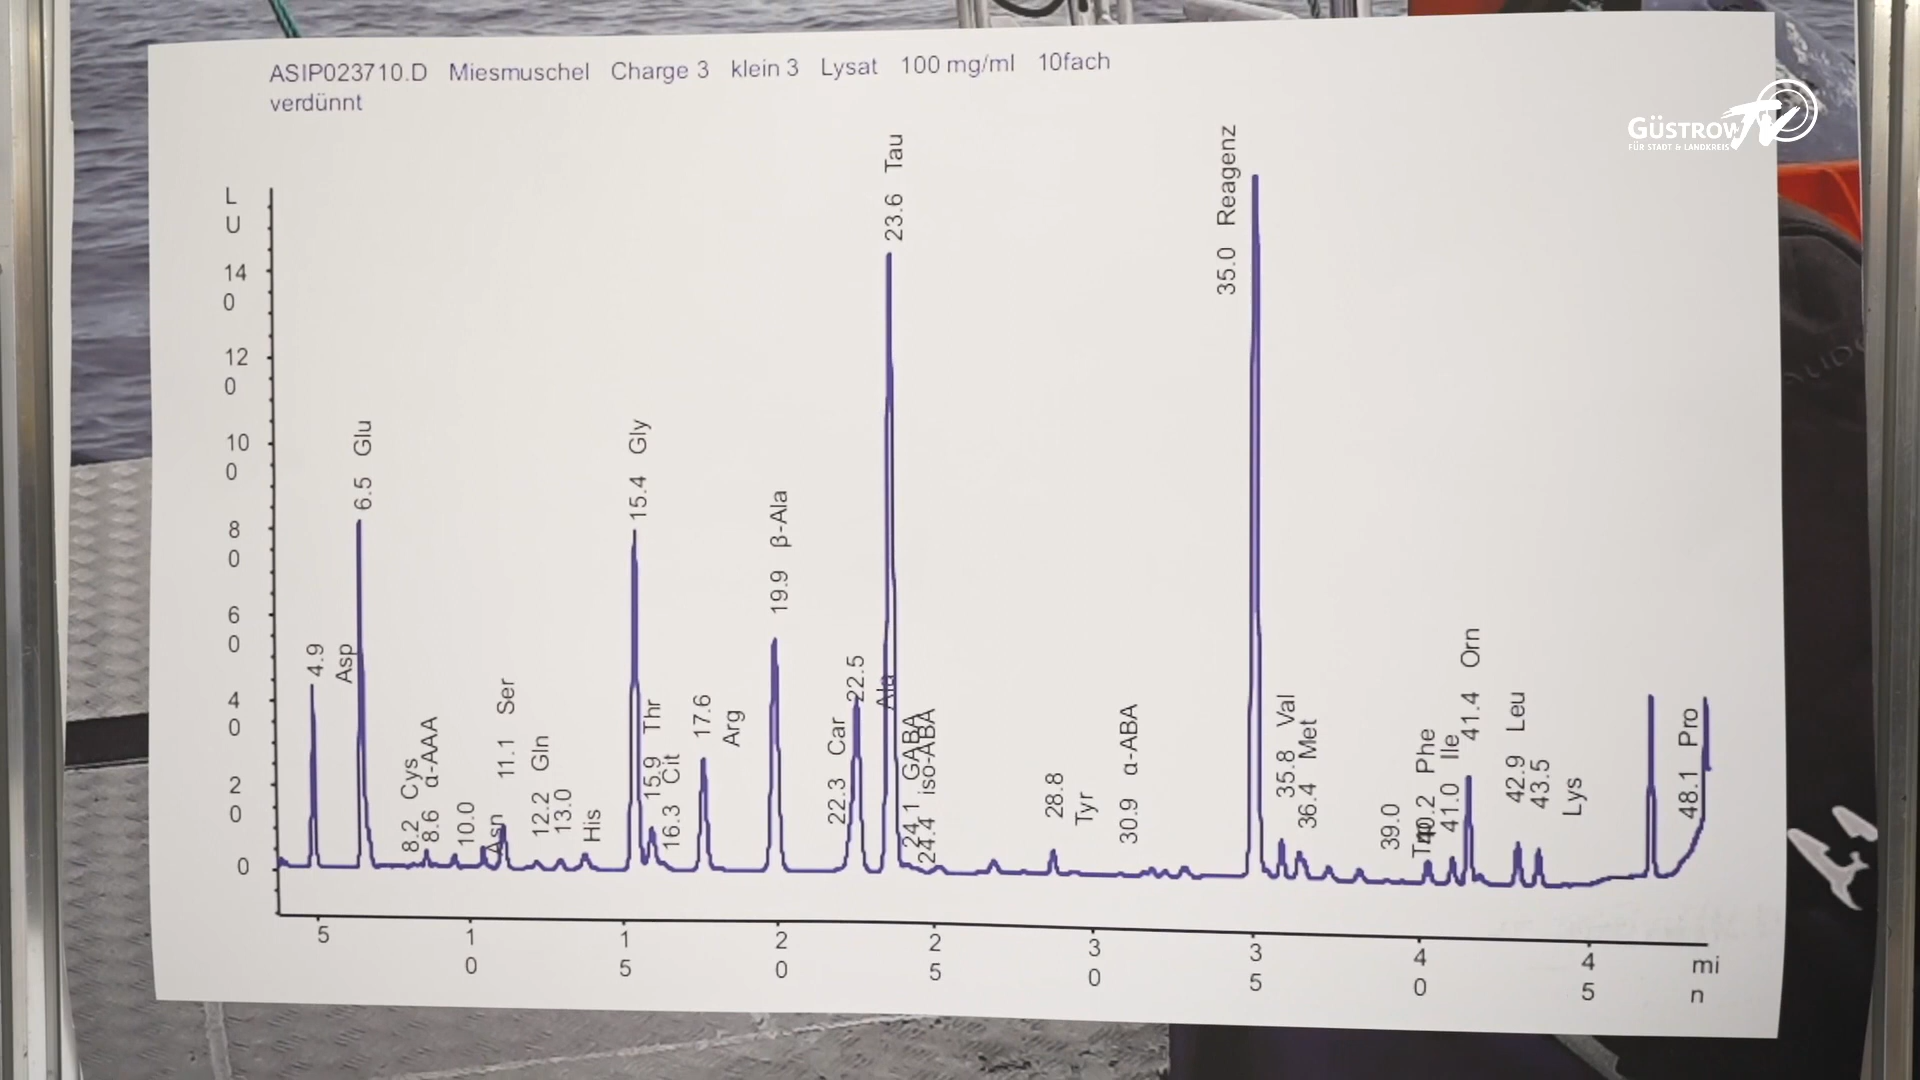 ASIP023710.D Miesmuschel Charge 3 klein 3 Lysat 100 mg/ml 10fach
verdünnt
GÜSTROW TV
FÜR STADT & LANDKREIS
L
U
14
0
12
0
10
0
8
0
6
0
4
0
2
0
0
4.9
Asp
6.5 Glu
8.2 Cys
8.6 α-AAA
10.0
Asn
11.1 Ser
12.2 Gln
13.0
His
15.4 Gly
15.9 Thr
16.3 Cit
17.6
Arg
19.9 β-Ala
22.3 Car
22.5
Ala
23.6 Tau
24.1 GABA
24.4 iso-ABA
28.8
Tyr
30.9 α-ABA
35.0 Reagenz
35.8 Val
36.4 Met
39.0
Trp
40.2 Phe
41.0 Ile
41.4 Orn
42.9 Leu
43.5
Lys
48.1 Pro
5
1
0
1
5
2
0
2
5
3
0
3
5
4
0
4
5
mi
n